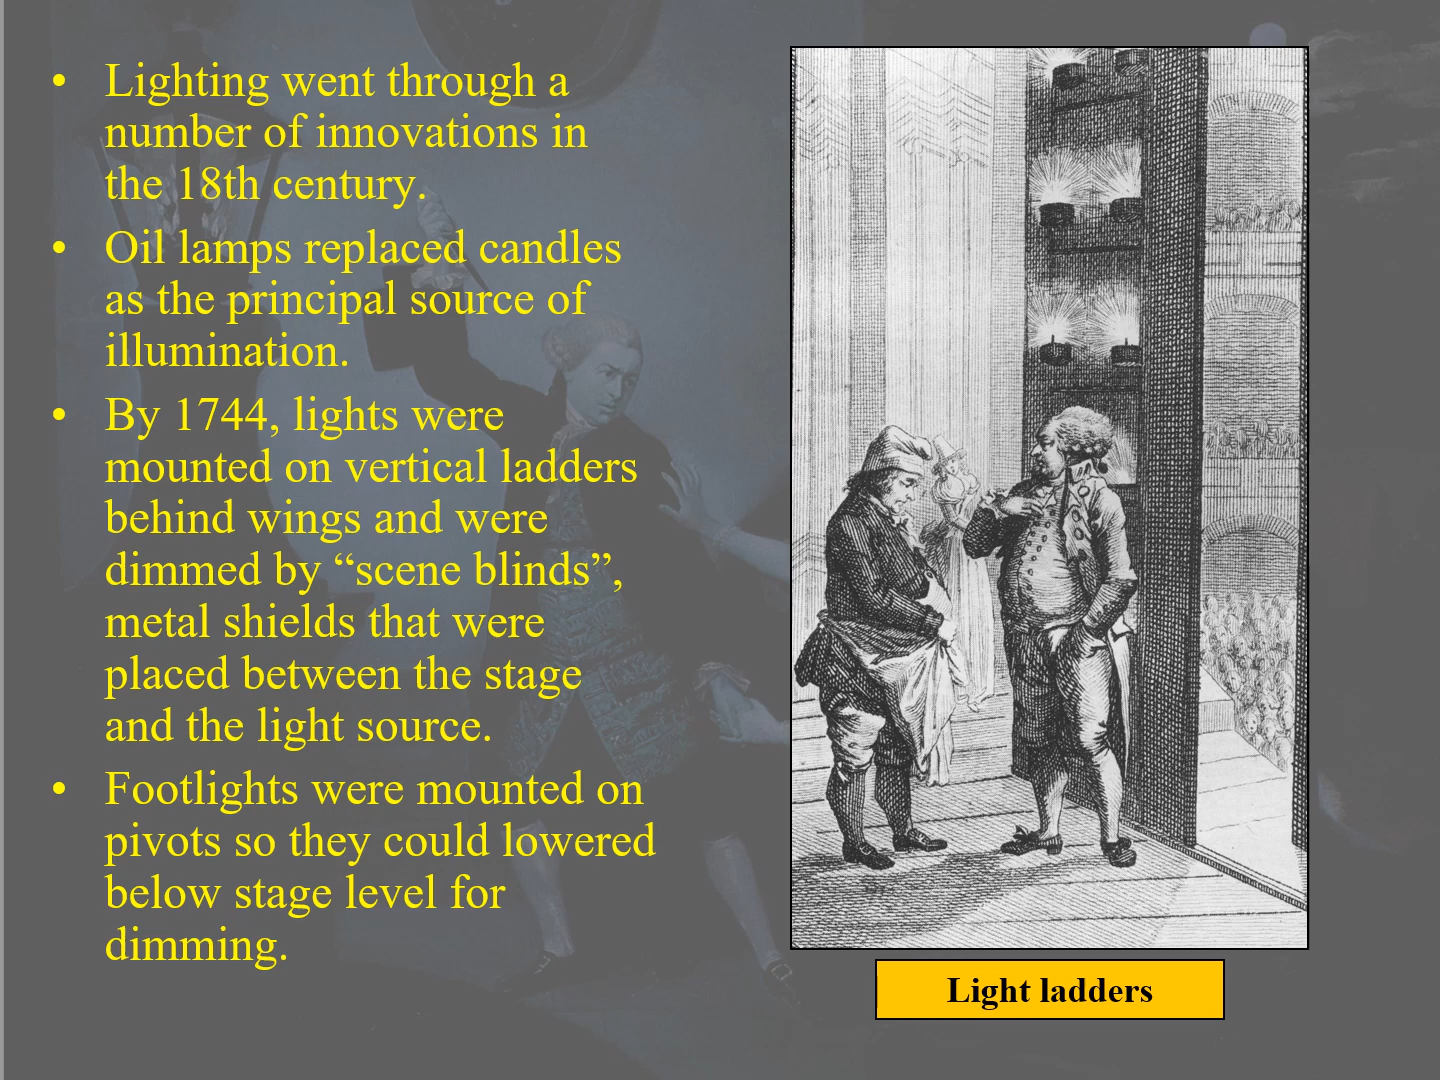 • Lighting went through a
number of innovations in
the 18th century.
• Oil lamps replaced candles
as the principal source of
illumination.
• By 1744, lights were
mounted on vertical ladders
behind wings and were
dimmed by “scene blinds”,
metal shields that were
placed between the stage
and the light source.
• Footlights were mounted on
pivots so they could lowered
below stage level for
dimming.
Light ladders